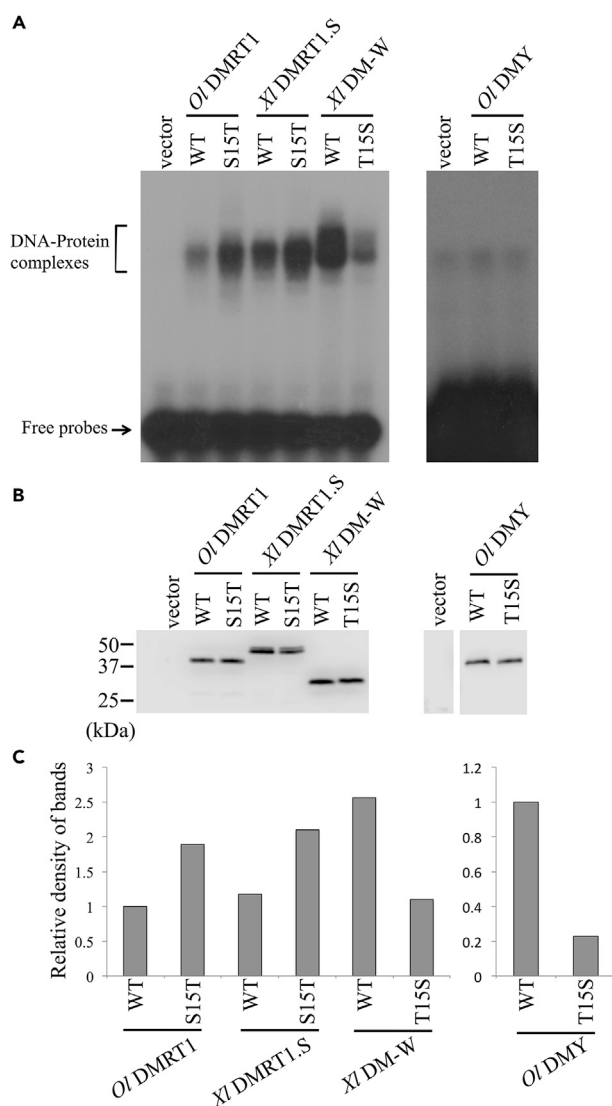 A
Ol DMRT1
Xl DMRT1.S
Xl DM-W
Ol DMY
vector
WT
S15T
WT
S15T
WT
T15S
vector
WT
T15S
DNA-Protein
complexes
Free probes
B
Ol DMRT1
Xl DMRT1.S
Xl DM-W
Ol DMY
vector
WT
S15T
WT
S15T
WT
T15S
vector
WT
T15S
50
37
25
(kDa)
C
Relative density of bands
3
2.5
2
1.5
1
0.5
0
WT
S15T
WT
S15T
WT
T15S
Ol DMRT1
Xl DMRT1.S
Xl DM-W
1.2
1
0.8
0.6
0.4
0.2
0
WT
T15S
Ol DMY